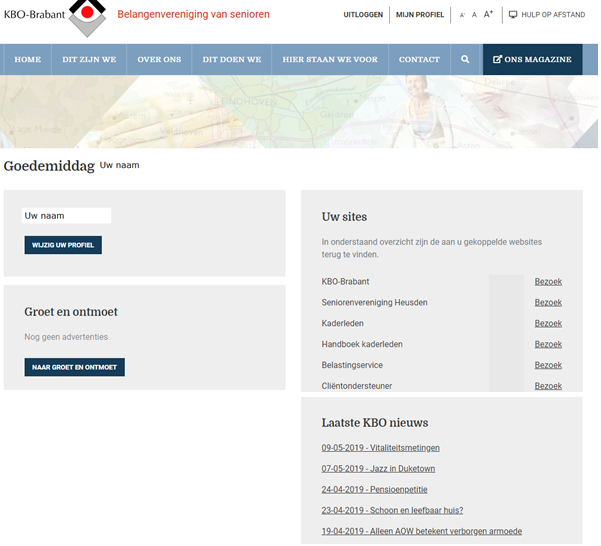 KBO-Brabant
Belangenvereniging van senioren
UITLOGGEN
MIJN PROFIEL
A-
A
A+
HULP OP AFSTAND
HOME
DIT ZIJN WE
OVER ONS
DIT DOEN WE
HIER STAAN WE VOOR
CONTACT
ONS MAGAZINE
EINDHOVEN
Veldhoven
Goedemiddag Uw naam
Uw naam
WIJZIG UW PROFIEL
Groet en ontmoet
Nog geen advertenties
NAAR GROET EN ONTMOET
Uw sites
In onderstaand overzicht zijn de aan u gekoppelde websites
terug te vinden.
KBO-Brabant Bezoek
Seniorenvereniging Heusden Bezoek
Kaderleden Bezoek
Handboek kaderleden Bezoek
Belastingservice Bezoek
Cliëntondersteuner Bezoek
Laatste KBO nieuws
09-05-2019 - Vitaliteitsmetingen
07-05-2019 - Jazz in Duketown
24-04-2019 - Pensioenpetitie
23-04-2019 - Schoon en leefbaar huis?
19-04-2019 - Alleen AOW betekent verborgen armoede